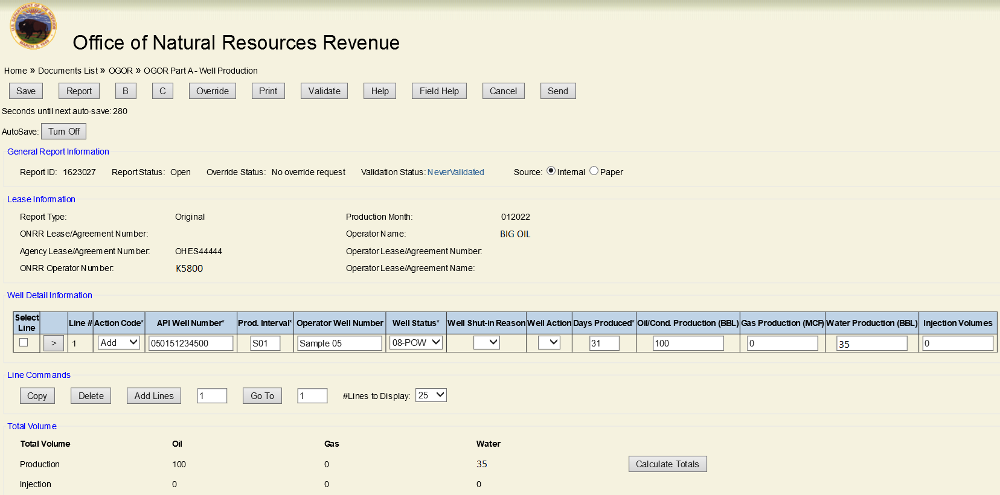 U.S. DEPARTMENT OF THE INTERIOR
MARCH 3, 1849
Office of Natural Resources Revenue
Home » Documents List » OGOR » OGOR Part A - Well Production
Save Report B C Override Print Validate Help Field Help Cancel Send
Seconds until next auto-save: 280
AutoSave: Turn Off
General Report Information
Report ID: 1623027 Report Status: Open Override Status: No override request Validation Status: NeverValidated Source: Internal Paper
Lease Information
Report Type: Original Production Month: 012022
ONRR Lease/Agreement Number: Operator Name: BIG OIL
Agency Lease/Agreement Number: OHES44444 Operator Lease/Agreement Number:
ONRR Operator Number: K5800 Operator Lease/Agreement Name:
Well Detail Information
Select Line Line # Action Code* API Well Number* Prod. Interval* Operator Well Number Well Status* Well Shut-in Reason Well Action Days Produced* Oil/Cond. Production (BBL) Gas Production (MCF) Water Production (BBL) Injection Volumes
> 1 Add 050151234500 S01 Sample 05 08-POW 31 100 0 35 0
Line Commands
Copy Delete Add Lines 1 Go To 1 #Lines to Display: 25
Total Volume
Total Volume Oil Gas Water
Production 100 0 35 Calculate Totals
Injection 0 0 0